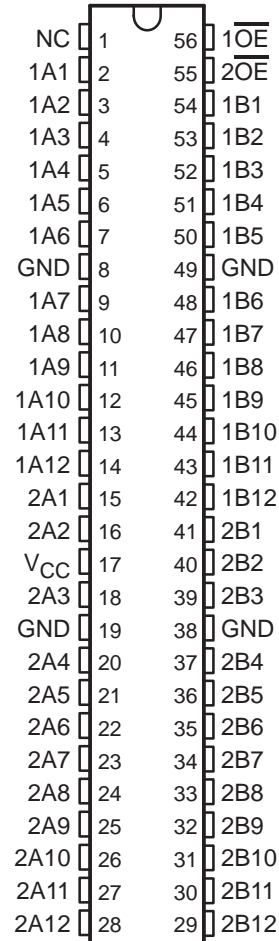 NC 1 56 1O̅E̅
1A1 2 55 2O̅E̅
1A2 3 54 1B1
1A3 4 53 1B2
1A4 5 52 1B3
1A5 6 51 1B4
1A6 7 50 1B5
GND 8 49 GND
1A7 9 48 1B6
1A8 10 47 1B7
1A9 11 46 1B8
1A10 12 45 1B9
1A11 13 44 1B10
1A12 14 43 1B11
2A1 15 42 1B12
2A2 16 41 2B1
VCC 17 40 2B2
2A3 18 39 2B3
GND 19 38 GND
2A4 20 37 2B4
2A5 21 36 2B5
2A6 22 35 2B6
2A7 23 34 2B7
2A8 24 33 2B8
2A9 25 32 2B9
2A10 26 31 2B10
2A11 27 30 2B11
2A12 28 29 2B12